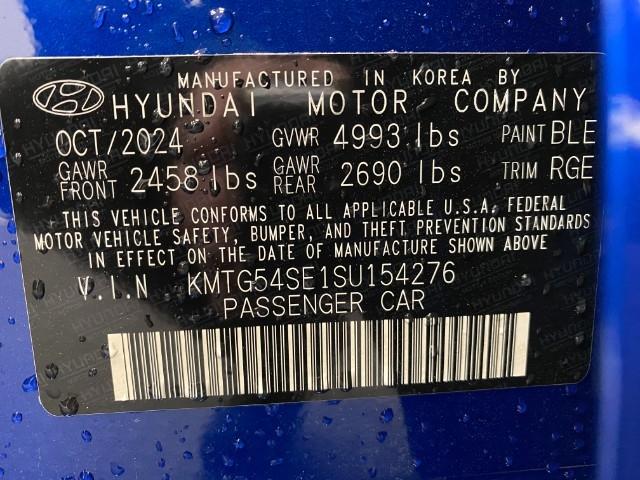 MANUFACTURED IN KOREA BY
HYUNDAI MOTOR COMPANY
OCT/2024 GVWR 4993 lbs PAINT BLE
GAWR FRONT 2458 lbs GAWR REAR 2690 lbs TRIM RGE
THIS VEHICLE CONFORMS TO ALL APPLICABLE U.S.A. FEDERAL
MOTOR VEHICLE SAFETY, BUMPER, AND THEFT PREVENTION STANDARDS
IN EFFECT ON THE DATE OF MANUFACTURE SHOWN ABOVE
V.I.N KMTG54SE1SU154276
PASSENGER CAR